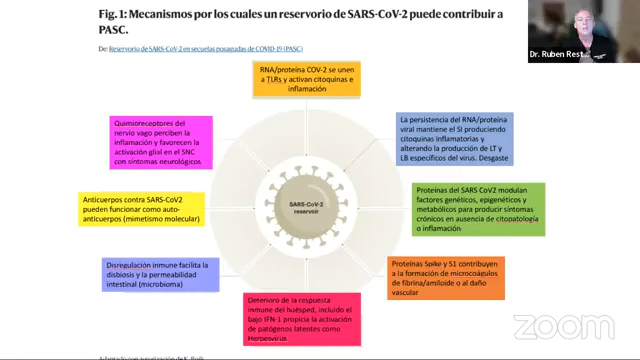 Fig. 1: Mecanismos por los cuales un reservorio de SARS-CoV-2 puede contribuir a
PASC.
De: Reservorio de SARS-CoV-2 en secuelas posagudas de COVID-19 (PASC)
Dr. Ruben Rest...
RNA/proteína COV-2 se unen
a TLRs y activan citoquinas e
inflamación
Quimioreceptores del
nervio vago perciben la
inflamación y favorecen la
activación glial en el SNC
con síntomas neurológicos
La persistencia del RNA/proteina
viral mantiene el SI produciendo
citoquinas inflamatorias y
alterando la producción de LT y
LB específicos del virus. Desgaste
Anticuerpos contra SARS-CoV2
pueden funcionar como auto-
anticuerpos (mimetismo molecular)
SARS-CoV-2
reservoir
Proteínas del SARS CoV2 modulan
factores genéticos, epigenéticos y
metabólicos para producir síntomas
crónicos en ausencia de citopatología
o inflamación
Disregulación inmune facilita la
disbiosis y la permeabilidad
intestinal (microbioma)
Proteínas Spike y S1 contribuyen
a la formación de microcoágulos
de fibrina/amiloide o al daño
vascular
Deterioro de la respuesta
inmune del huésped, incluido el
bajo IFN-1 propicia la activación
de patógenos latentes como
Herpesvirus
zoom